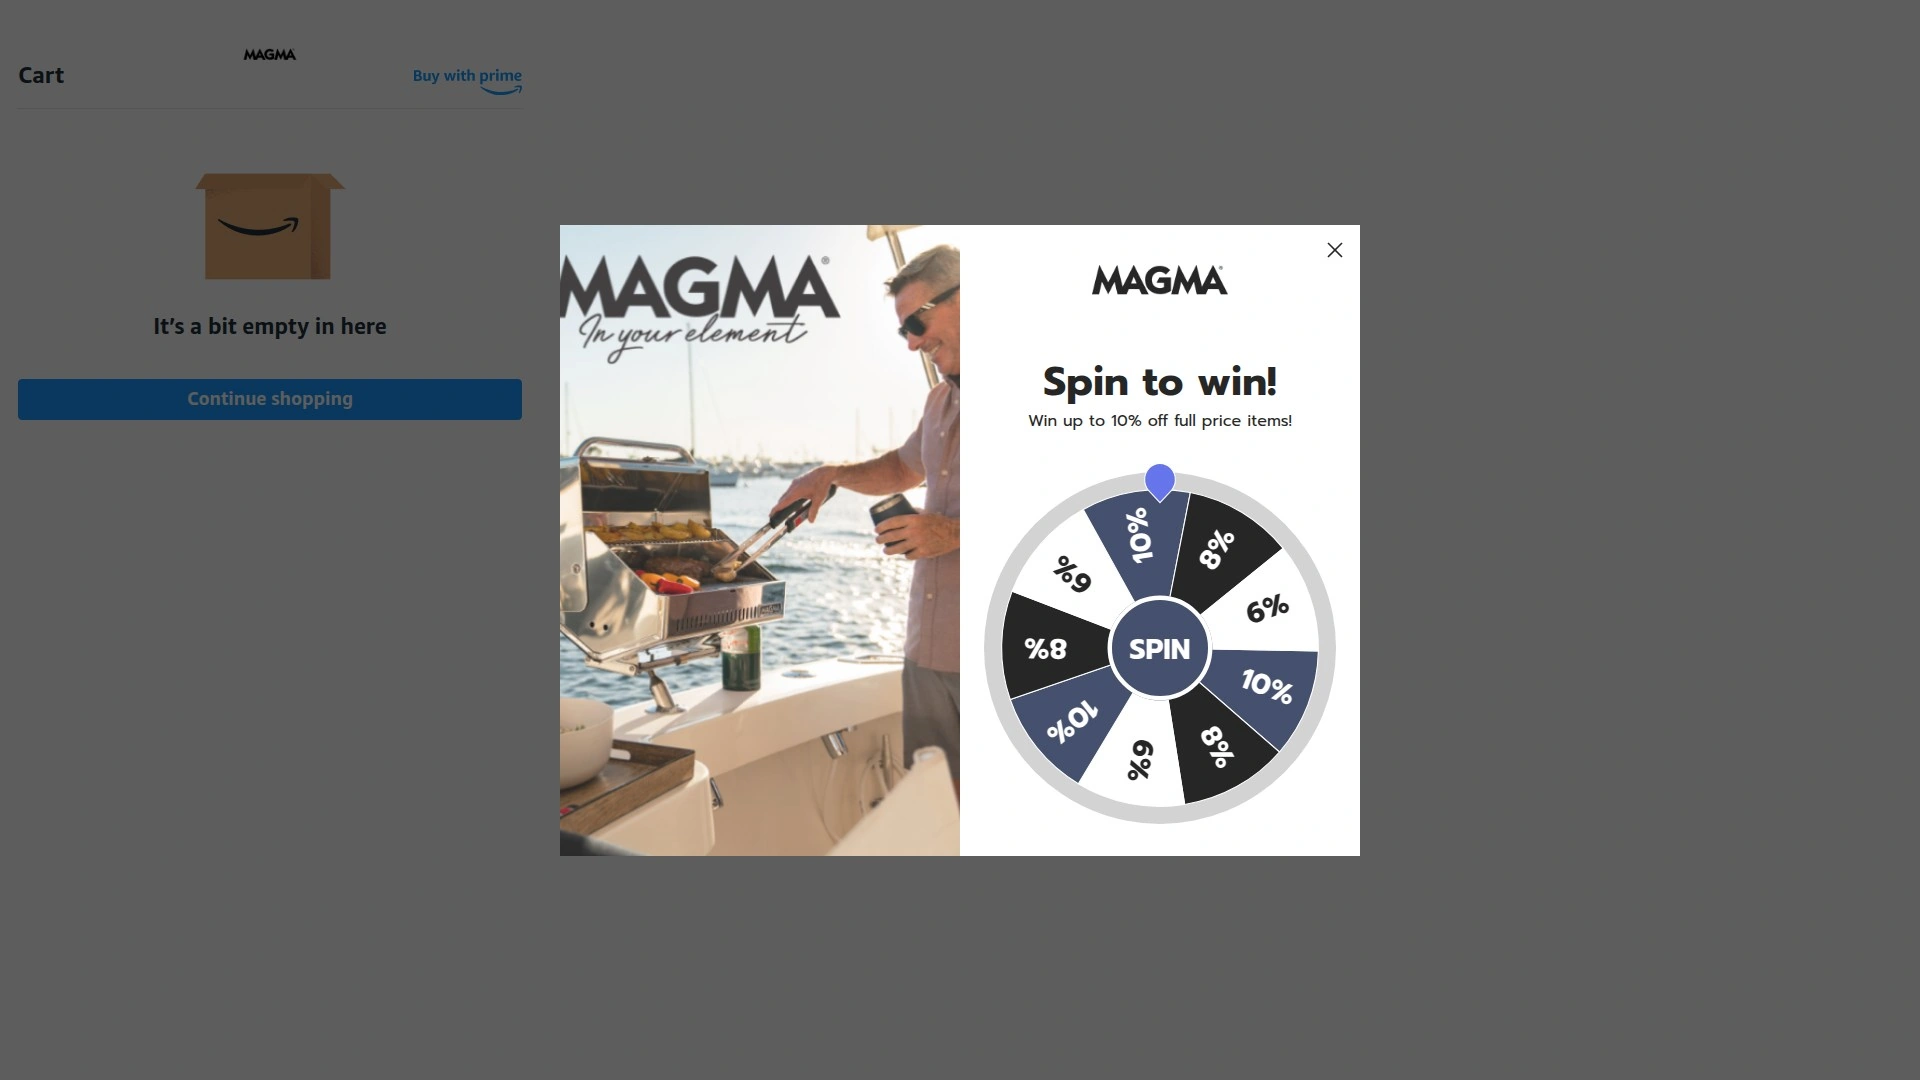 MAGMA
Cart
Buy with prime
It's a bit empty in here
Continue shopping
MAGMA®
In your element
MAGMA
Spin to win!
Win up to 10% off full price items!
10%
8%
6%
10%
8%
6%
10%
8%
6%
SPIN